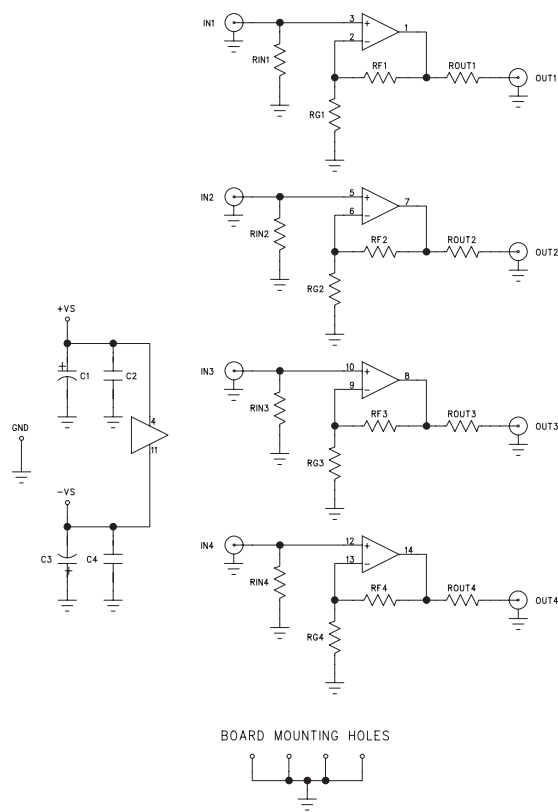 IN1
3
+
1
2
−
RIN1
RF1
ROUT1
OUT1
RG1
IN2
5
+
7
6
−
RIN2
RF2
ROUT2
OUT2
RG2
+VS
+
C1
C2
4
11
GND
−VS
C3
C4
+
IN3
10
+
8
9
−
RIN3
RF3
ROUT3
OUT3
RG3
IN4
12
+
14
13
−
RIN4
RF4
ROUT4
OUT4
RG4
BOARD MOUNTING HOLES